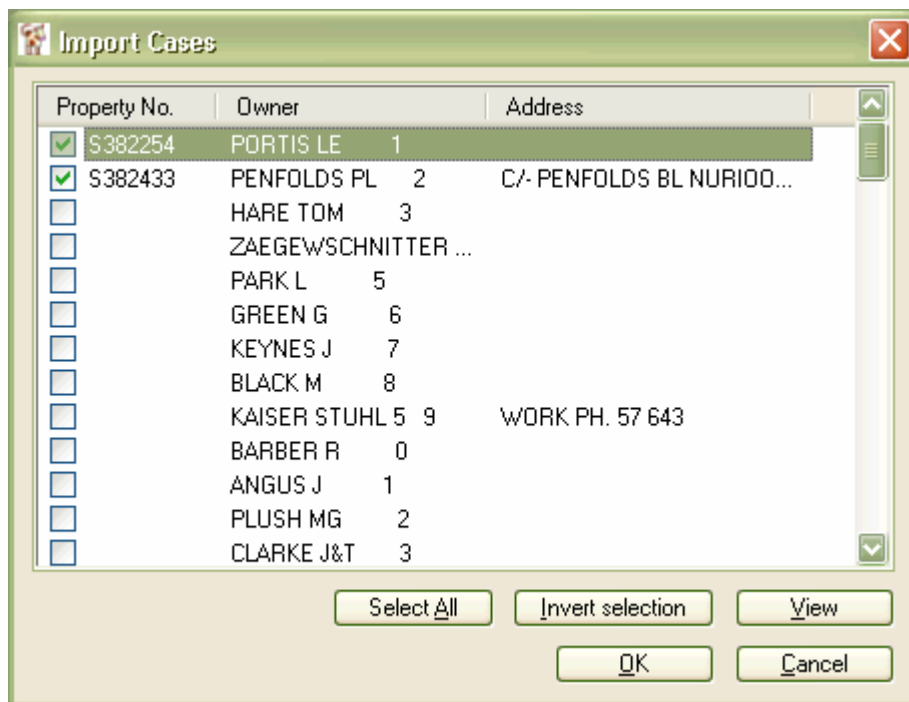 Import Cases
Property No. Owner Address
S382254 PORTIS LE 1
S382433 PENFOLDS PL 2 C/- PENFOLDS BL NURIOO...
HARE TOM 3
ZAEGEWSCHNITTER ...
PARK L 5
GREEN G 6
KEYNES J 7
BLACK M 8
KAISER STUHL 5 9 WORK PH. 57 643
BARBER R 0
ANGUS J 1
PLUSH MG 2
CLARKE J&T 3
Select All Invert selection View
OK Cancel